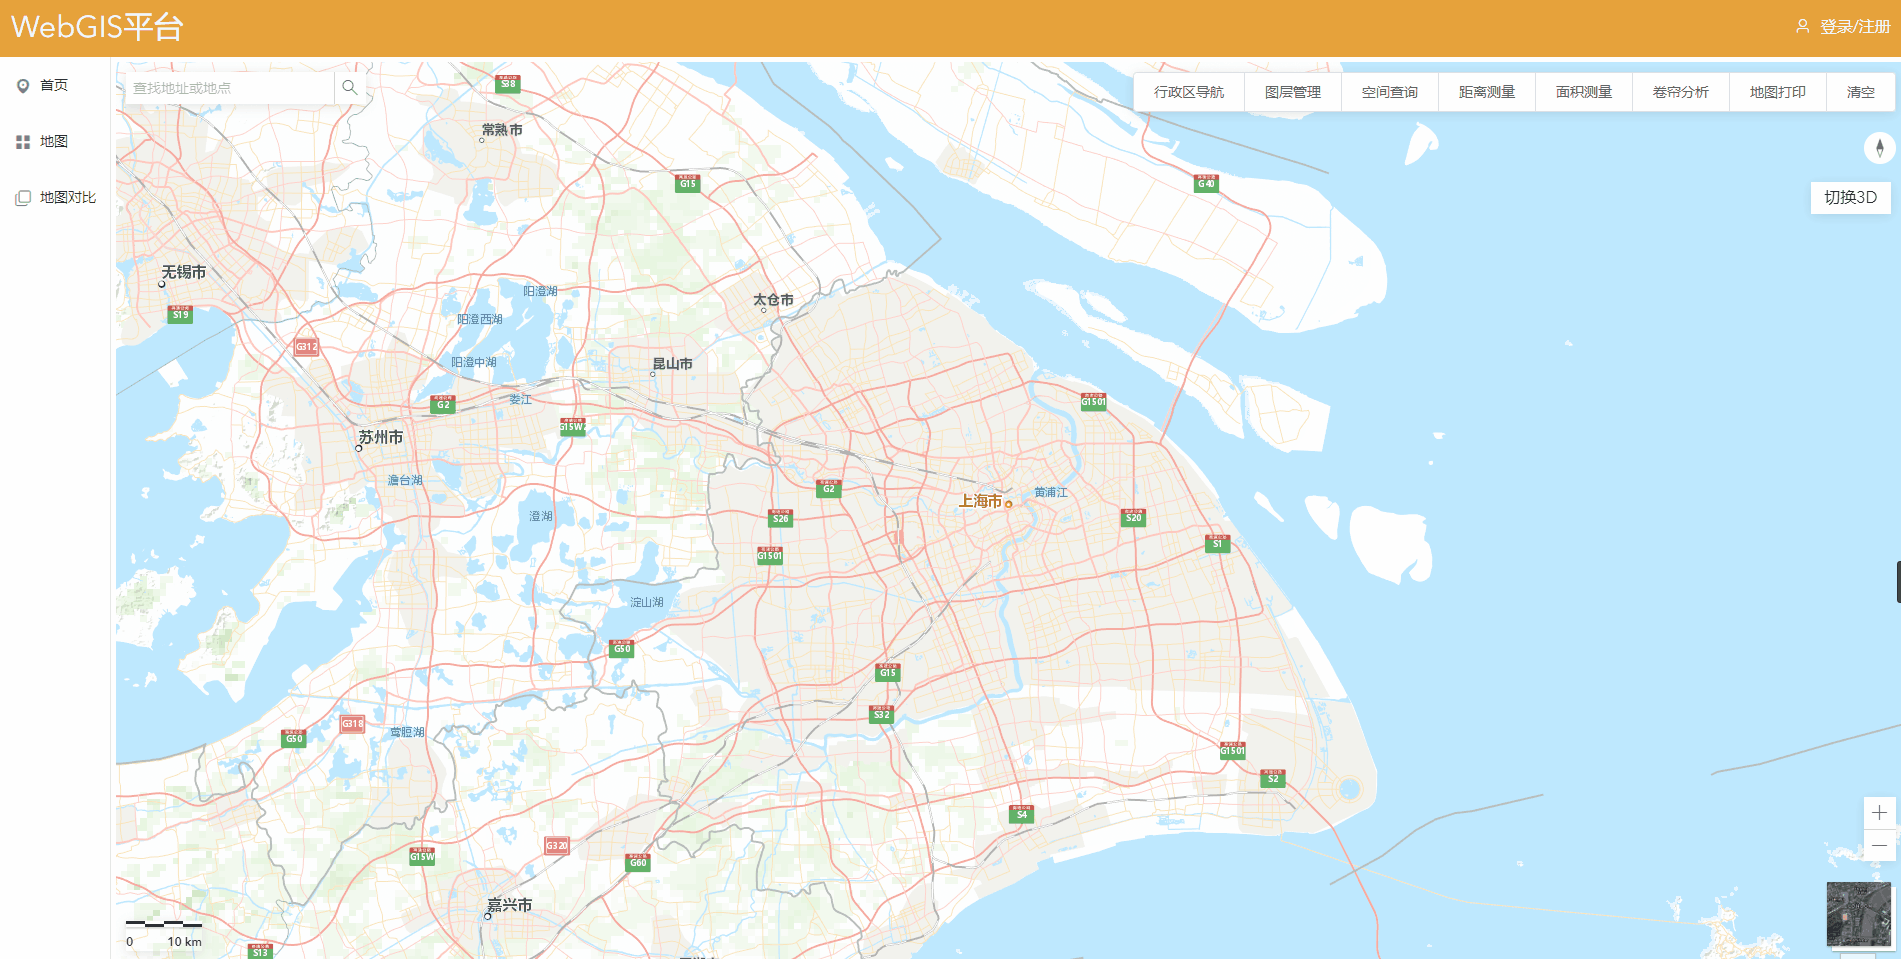 WebGIS平台
登录/注册
首页
地图
地图对比
查找地址或地点
行政区导航
图层管理
空间查询
距离测量
面积测量
卷帘分析
地图打印
清空
切换3D
S38
常熟市
G15
G40
无锡市
阳澄湖
太仓市
S19
阳澄西湖
G312
阳澄中湖
昆山市
娄江
G2
G1501
G15W
苏州市
澹台湖
G2
黄浦江
上海市
澄湖
S26
S20
S1
G1501
淀山湖
G50
G15
S32
G318
莺脰湖
G50
G1501
S2
S4
G320
G15W
G60
嘉兴市
0
10 km
S13